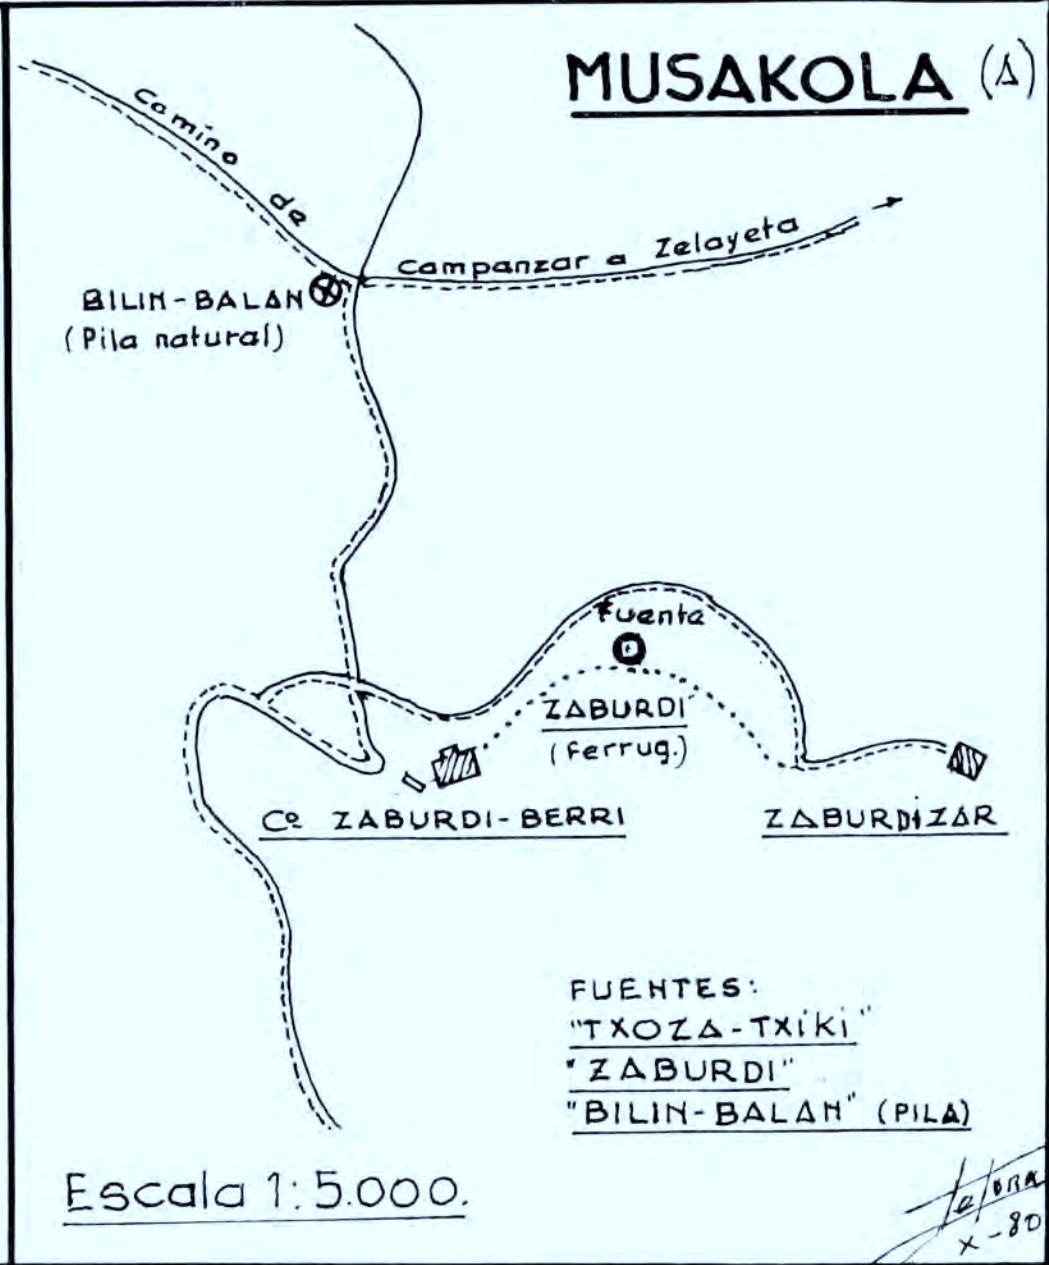 MUSAKOLA (A)
Camino de
Campanzar a Zelayeta
BILIN-BALAN
(Pila natural)
Fuente
ZABURDI
(Ferrug.)
Cº ZABURDI-BERRI
ZABURDiZAR
FUENTES:
"TXOZA-TXiKi"
"ZABURDI"
"BILIN-BALAN" (PILA)
Escala 1:5.000.
X-80